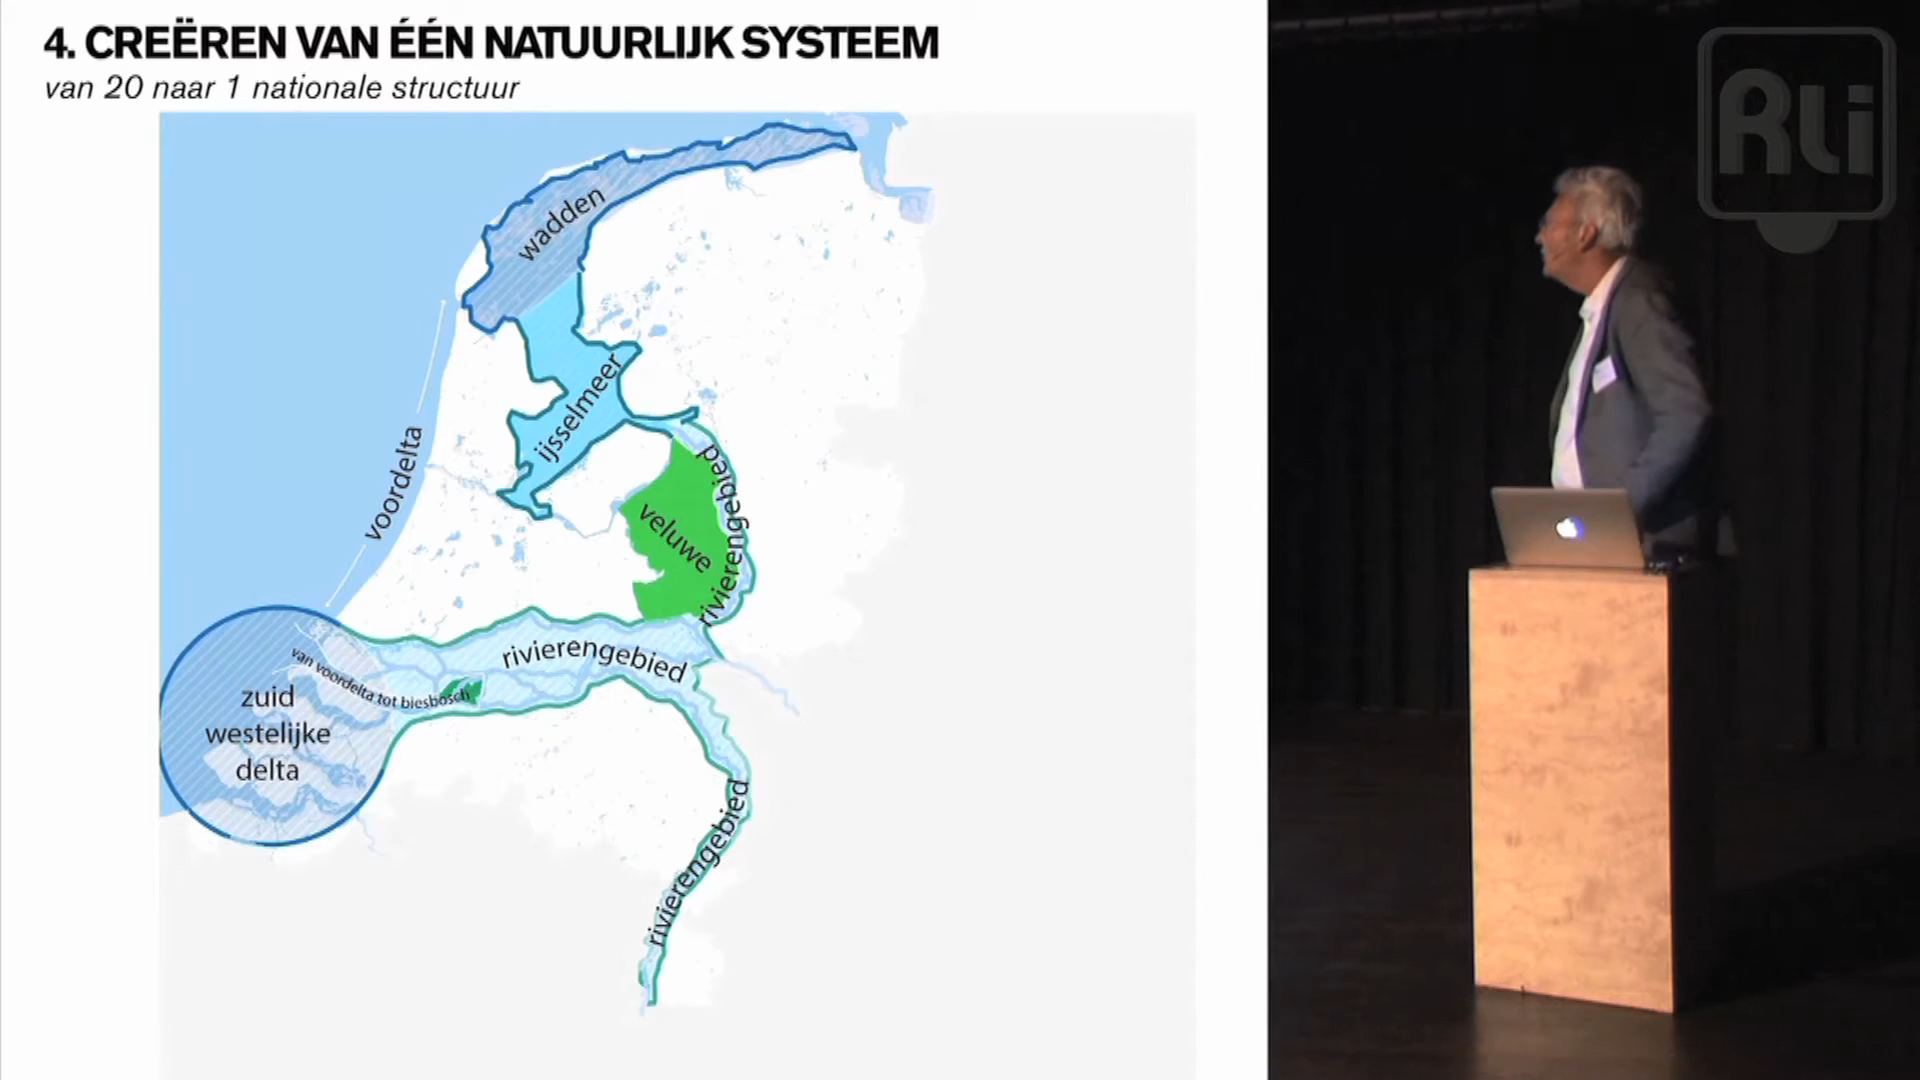 4. CREËREN VAN ÉÉN NATUURLIJK SYSTEEM
van 20 naar 1 nationale structuur
wadden
ijsselmeer
voordelta
veluwe
rivierengebied
rivierengebied
van voordelta tot biesbosch
zuid
westelijke
delta
rivierengebied
RLi